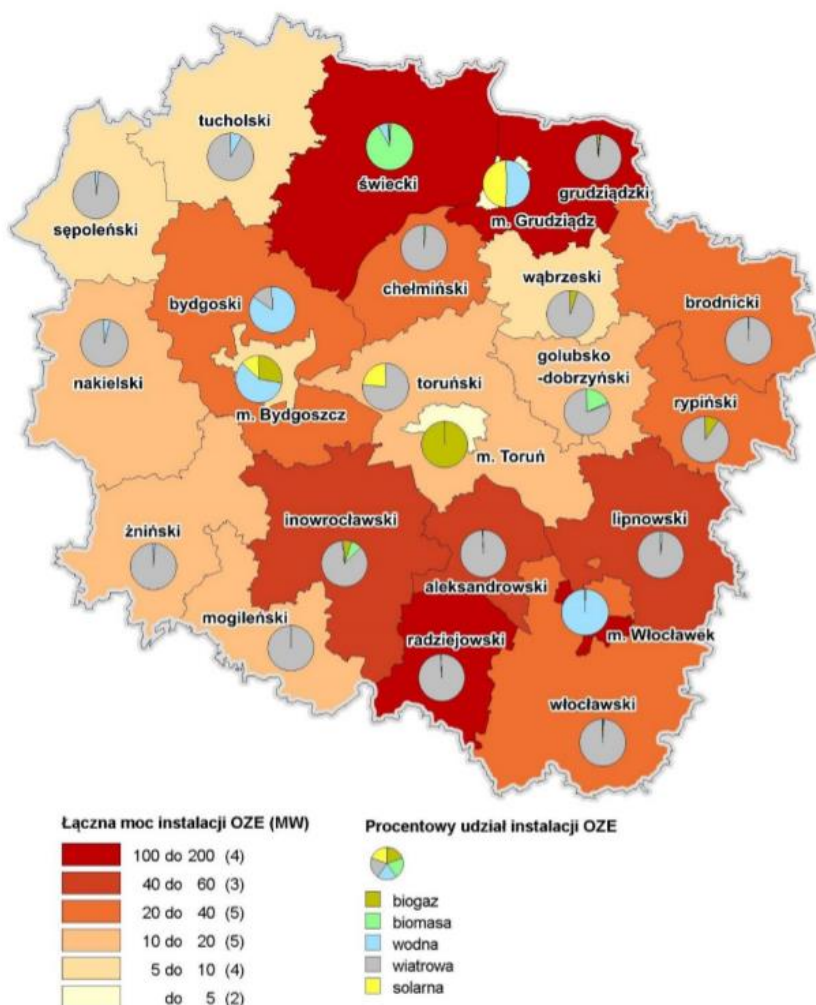 tucholski
świecki
grudziądzki
m. Grudziądz
sępoleński
chełmiński
wąbrzeski
bydgoski
brodnicki
nakielski
golubsko
-dobrzyński
toruński
rypiński
m. Bydgoszcz
m. Toruń
inowrocławski
lipnowski
żniński
aleksandrowski
mogileński
m. Włocławek
radziejowski
włocławski
Łączna moc instalacji OZE (MW)
100 do 200 (4)
40 do 60 (3)
20 do 40 (5)
10 do 20 (5)
5 do 10 (4)
do 5 (2)
Procentowy udział instalacji OZE
biogaz
biomasa
wodna
wiatrowa
solarna